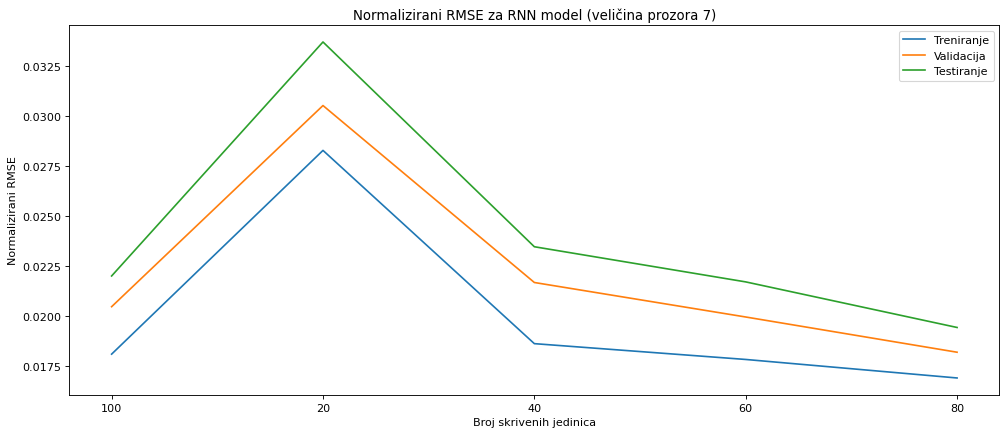 Normalizirani RMSE za RNN model (veličina prozora 7)
Treniranje
Validacija
Testiranje
Normalizirani RMSE
0.0325
0.0300
0.0275
0.0250
0.0225
0.0200
0.0175
100 20 40 60 80
Broj skrivenih jedinica